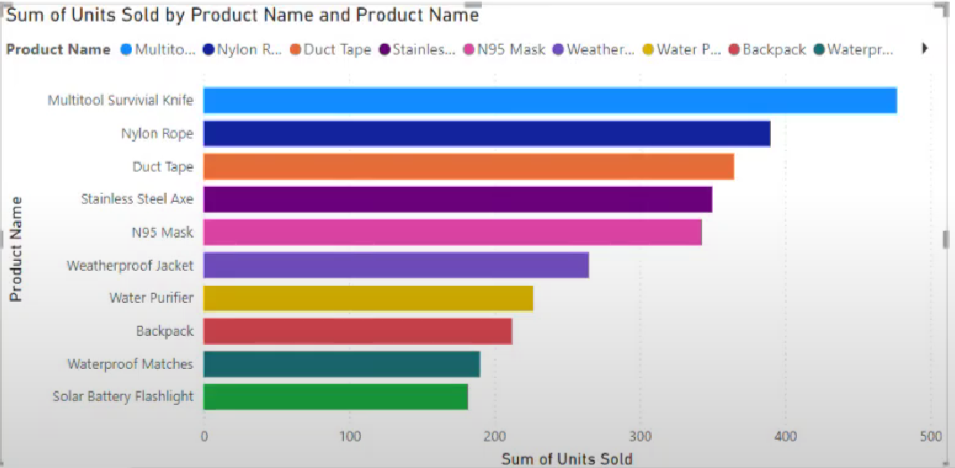 Sum of Units Sold by Product Name and Product Name
Product Name Multito... Nylon R... Duct Tape Stainles... N95 Mask Weather... Water P... Backpack Waterpr...
Multitool Survivial Knife
Nylon Rope
Duct Tape
Stainless Steel Axe
N95 Mask
Weatherproof Jacket
Water Purifier
Backpack
Waterproof Matches
Solar Battery Flashlight
Product Name
0 100 200 300 400 500
Sum of Units Sold